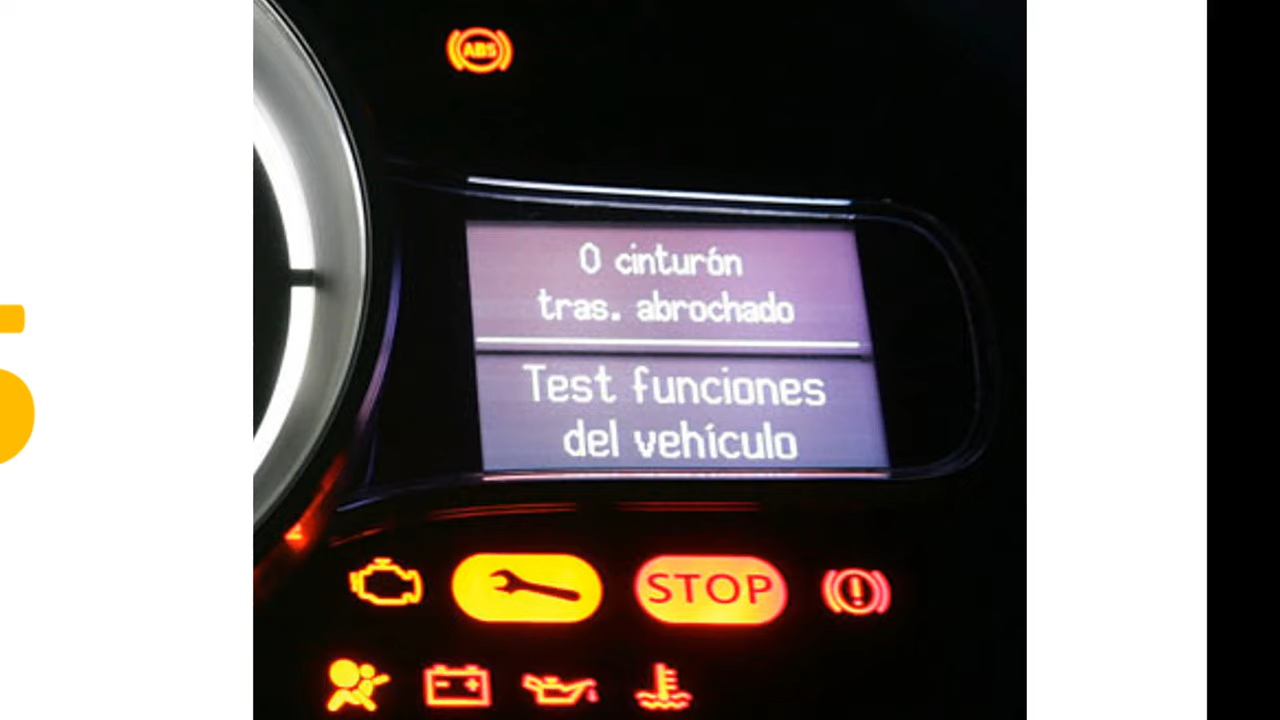 ABS
0 cinturón
tras. abrochado
Test funciones
del vehículo
STOP